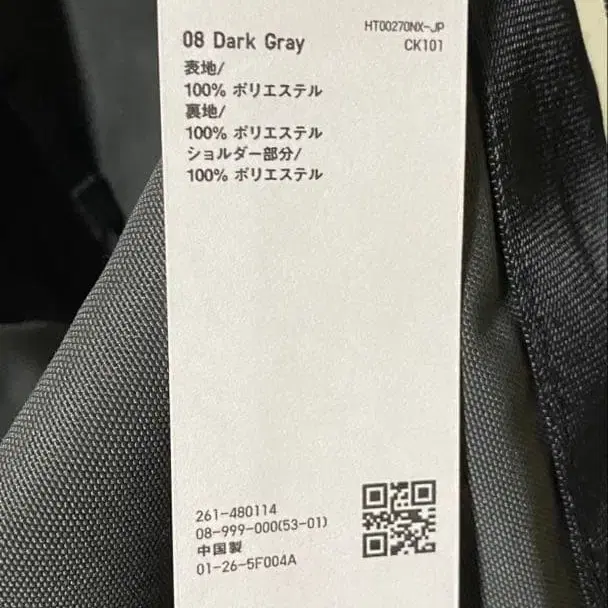 HT00270NX-JP
08 Dark Gray
CK101
表地/
100% ポリエステル
裏地/
100% ポリエステル
ショルダー部分/
100% ポリエステル
261-480114
08-999-000(53-01)
中国製
01-26-5F004A